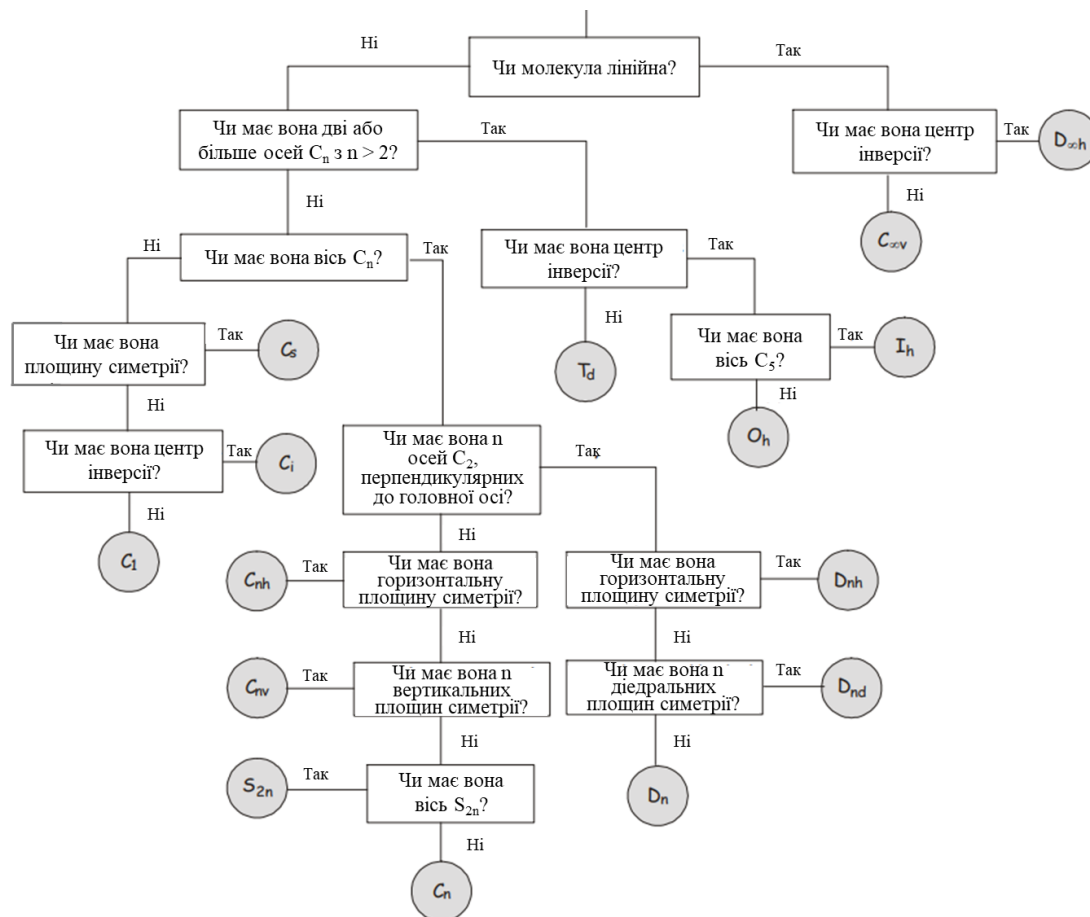 Ні
Чи молекула лінійна?
Так
Чи має вона дві або
більше осей Cₙ з n > 2?
Так
Чи має вона центр
інверсії?
Так
D∞h
Ні
Ні
C∞v
Ні
Чи має вона вісь Cₙ?
Так
Чи має вона центр
інверсії?
Так
Ні
Чи має вона
площину симетрії?
Так
Cs
Td
Чи має вона
вісь C₅?
Так
Ih
Ні
Ні
Oh
Чи має вона центр
інверсії?
Так
Ci
Чи має вона n
осей C₂,
перпендикулярних
до головної осі?
Так
Ні
Ні
C1
Cnh
Так
Чи має вона
горизонтальну
площину симетрії?
Чи має вона
горизонтальну
площину симетрії?
Так
Dnh
Ні
Ні
Cnv
Так
Чи має вона n
вертикальних
площин симетрії?
Чи має вона n
діедральних
площин симетрії?
Так
Dnd
Ні
Ні
S2n
Так
Чи має вона
вісь S2n?
Dn
Ні
Cn